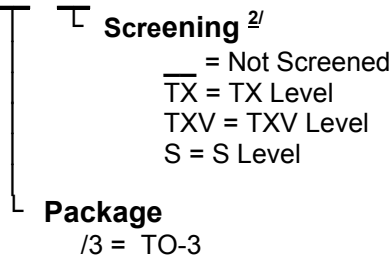 Screening 2/
__ = Not Screened
TX = TX Level
TXV = TXV Level
S = S Level
Package
/3 = TO-3